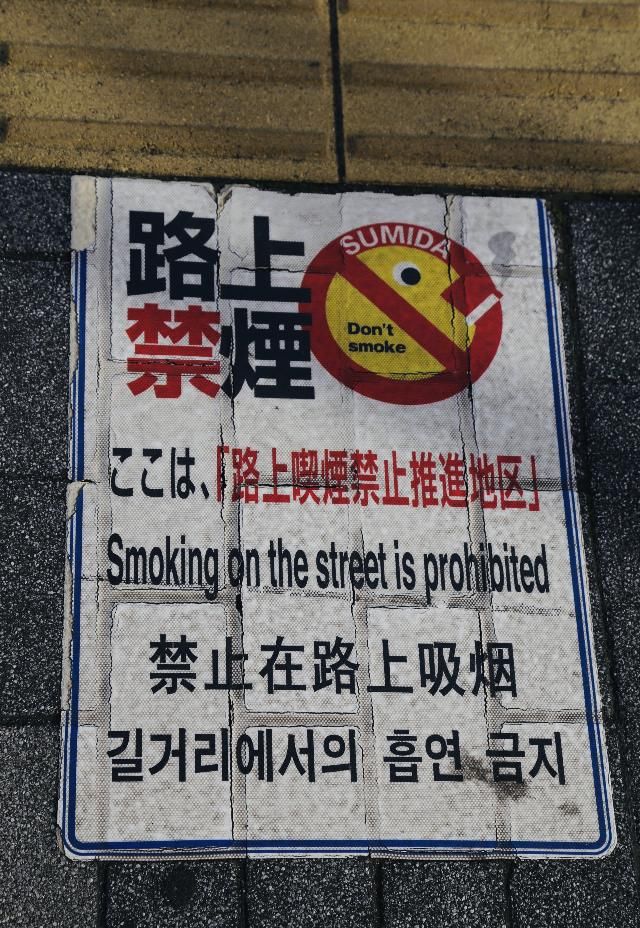 路上
禁煙
SUMIDA
Don't
smoke
ここは、「路上喫煙禁止推進地区」
Smoking on the street is prohibited
禁止在路上吸烟
길거리에서의 흡연 금지